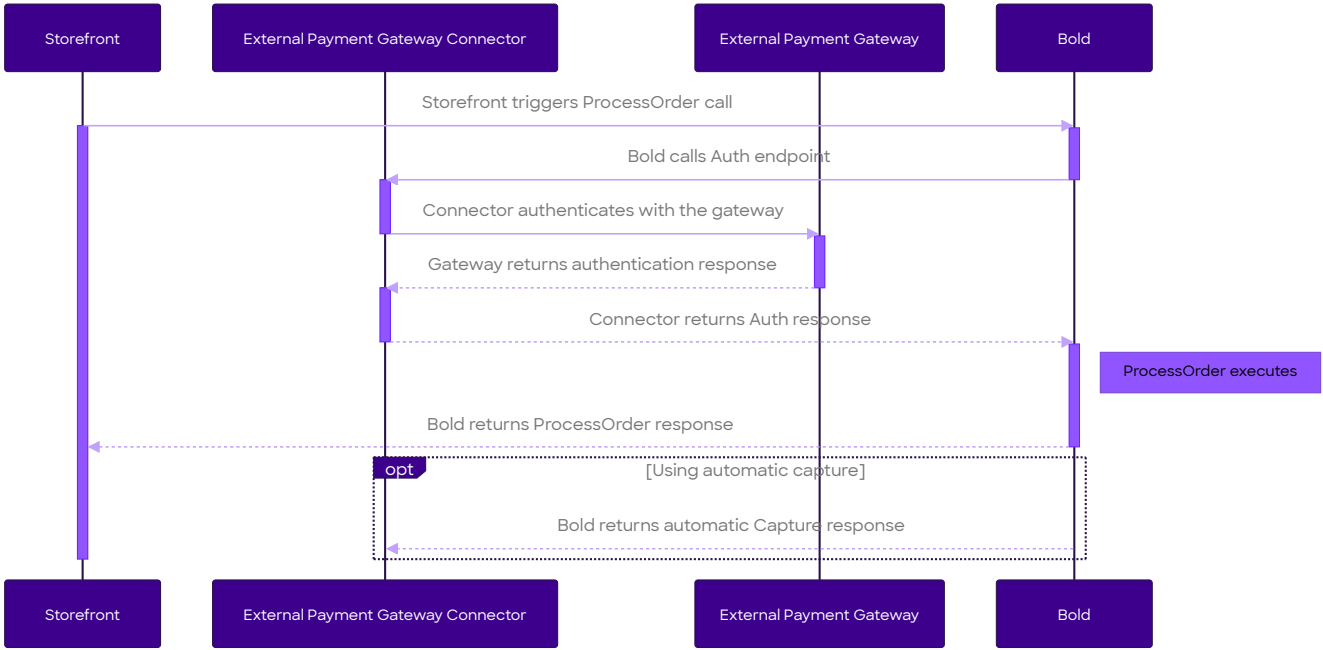 Storefront
External Payment Gateway Connector
External Payment Gateway
Bold
Storefront triggers ProcessOrder call
Bold calls Auth endpoint
Connector authenticates with the gateway
Gateway returns authentication response
Connector returns Auth response
ProcessOrder executes
Bold returns ProcessOrder response
opt
[Using automatic capture]
Bold returns automatic Capture response
Storefront
External Payment Gateway Connector
External Payment Gateway
Bold